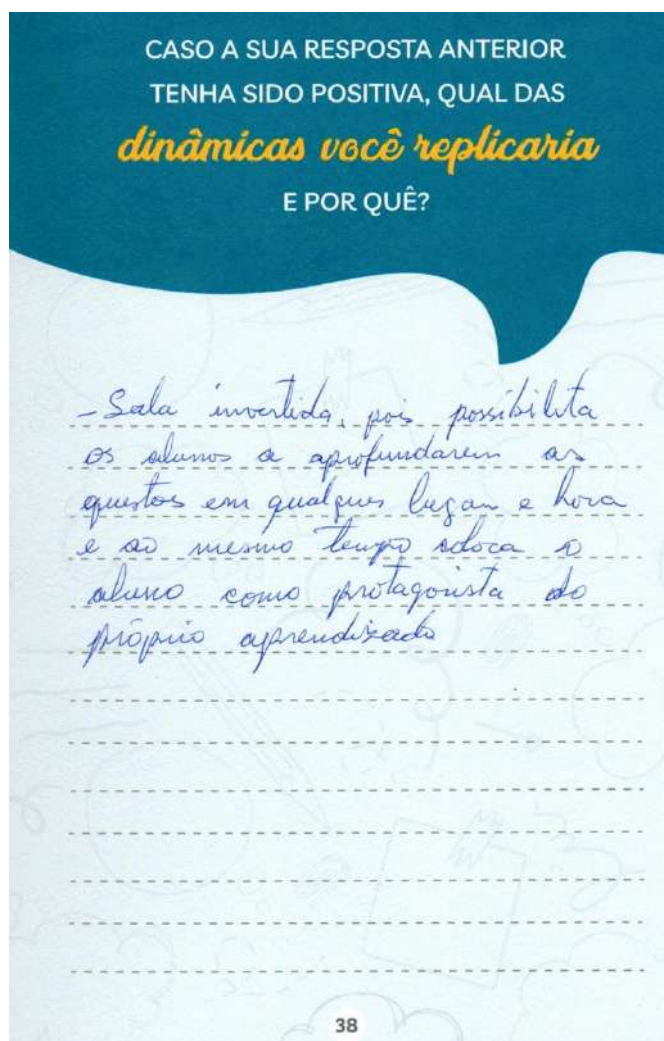 CASO A SUA RESPOSTA ANTERIOR
TENHA SIDO POSITIVA, QUAL DAS
dinâmicas você replicaria
E POR QUÊ?
- Sala invertida, pois possibilita
os alunos a aprofundarem as
questos em qualquer lugar e hora
e ao mesmo tempo coloca o
aluno como protagonista do
próprio aprendizado
38